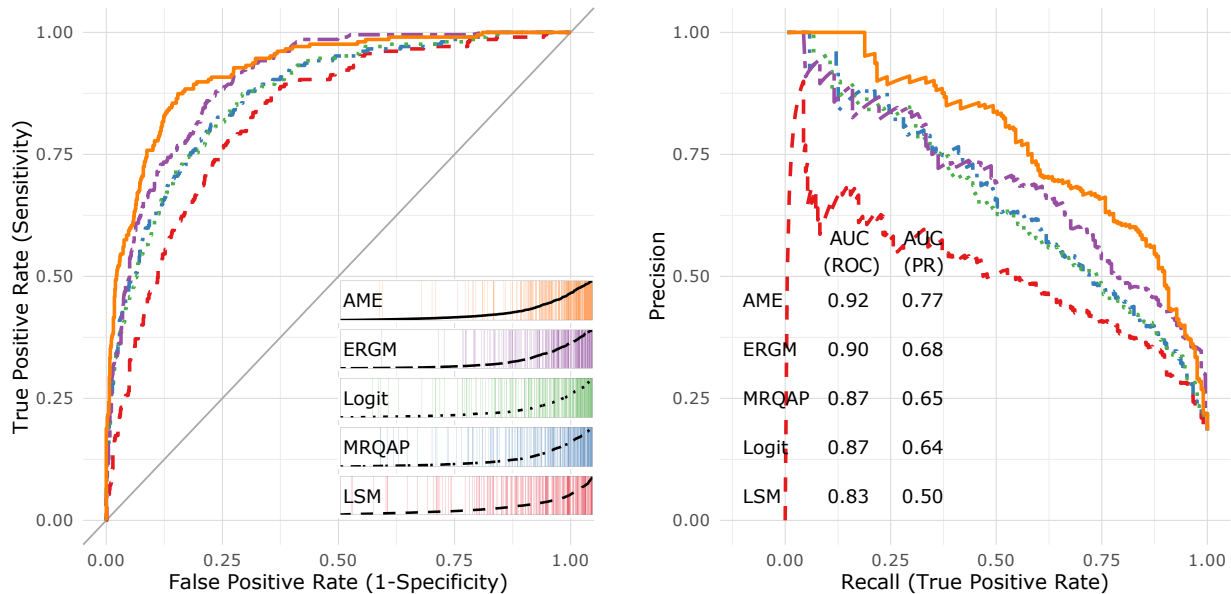 1.00
0.75
0.50
0.25
0.00
True Positive Rate (Sensitivity)
AME
ERGM
Logit
MRQAP
LSM
0.00 0.25 0.50 0.75 1.00
False Positive Rate (1-Specificity)
1.00
0.75
0.50
0.25
0.00
Precision
AUC AUC
(ROC) (PR)
AME 0.92 0.77
ERGM 0.90 0.68
MRQAP 0.87 0.65
Logit 0.87 0.64
LSM 0.83 0.50
0.00 0.25 0.50 0.75 1.00
Recall (True Positive Rate)